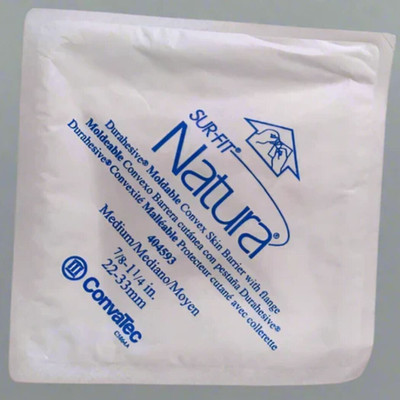 SUR-FIT®
Natura®
Durahesive® Moldable Convex Skin Barrier with flange
Moldeable Convexo Barrera cutánea con pestaña Durahesive®
Durahesive® Convexité Malléable Protecteur cutané avec collerette
404593
Medium/Mediano/Moyen
7/8-1 1/4 in.
22-33mm
ConvaTec